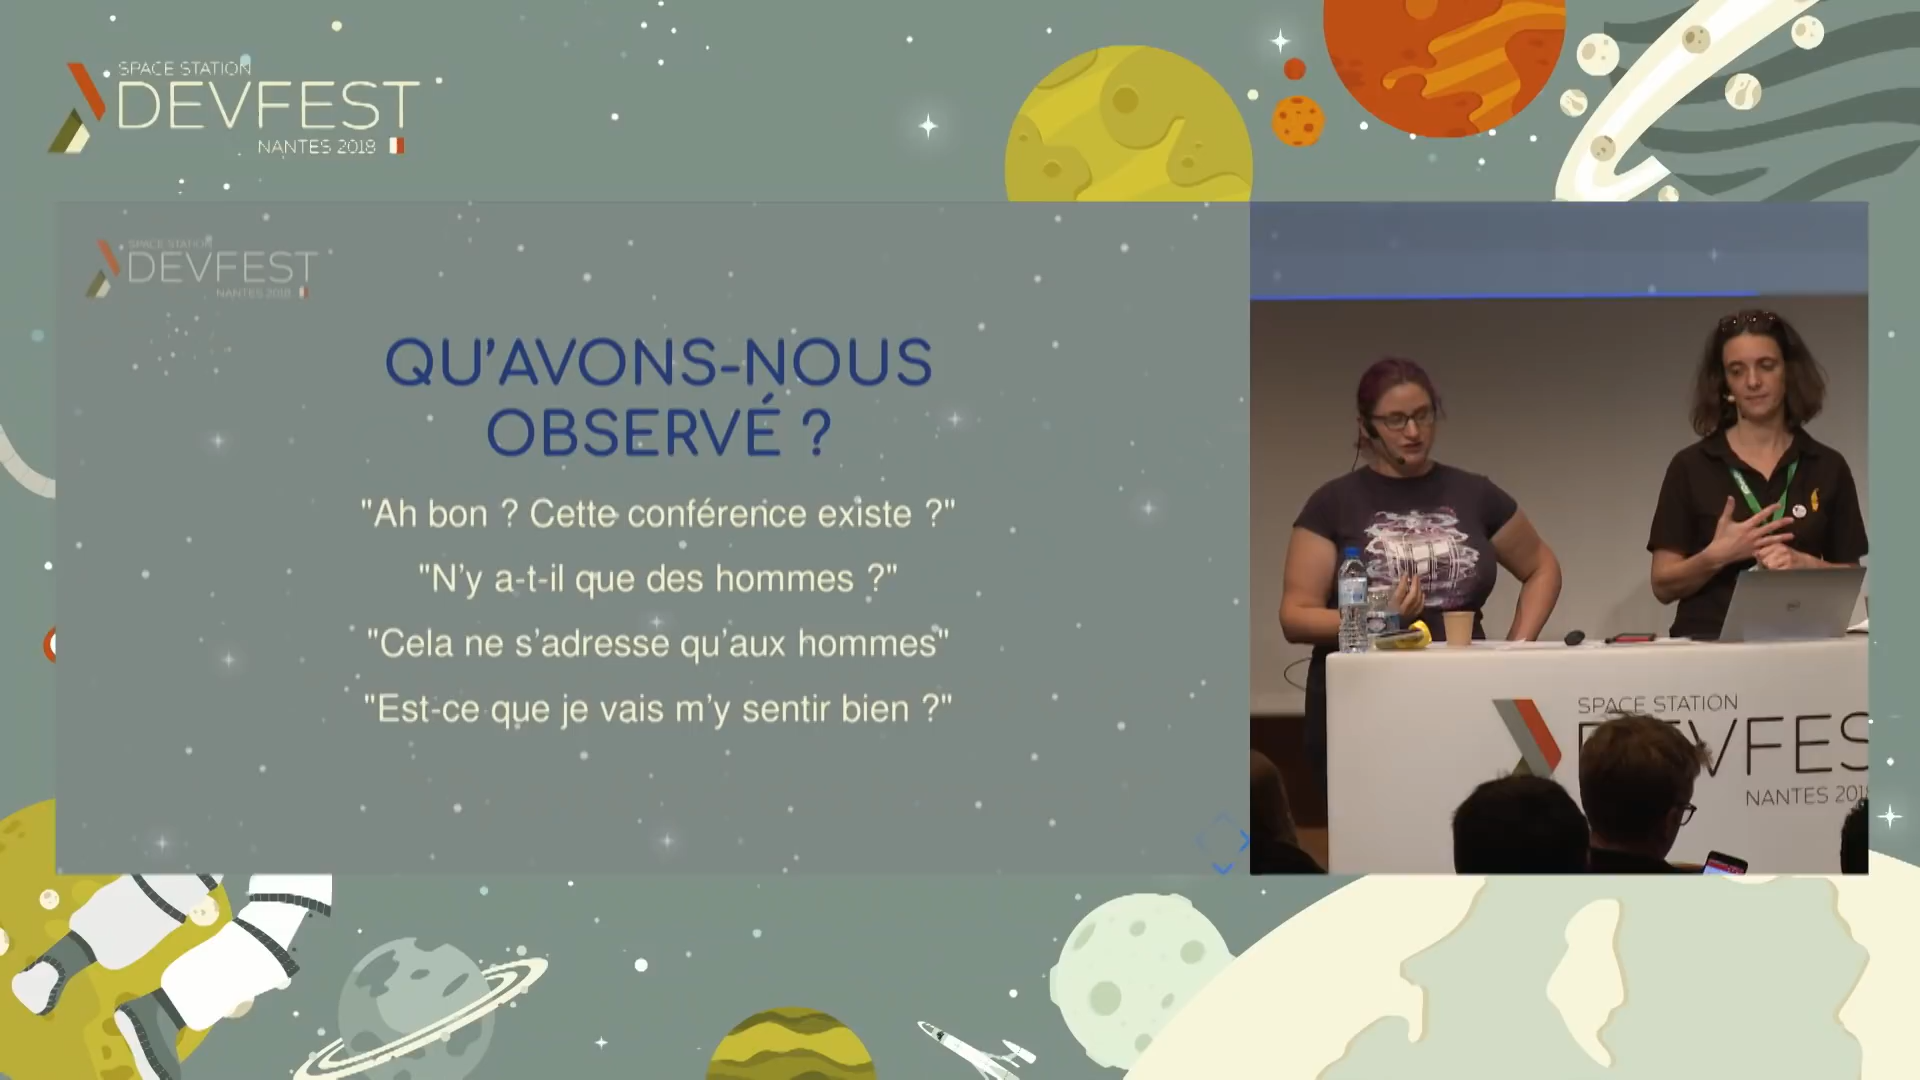 SPACE STATION
DEVFEST
NANTES 2018
SPACE STATION
DEVFEST
NANTES 2018
QU'AVONS-NOUS
OBSERVÉ ?
"Ah bon ? Cette conférence existe ?"
"N'y a-t-il que des hommes ?"
"Cela ne s'adresse qu'aux hommes"
"Est-ce que je vais m'y sentir bien ?"
SPACE STATION
DEVFES
NANTES 201